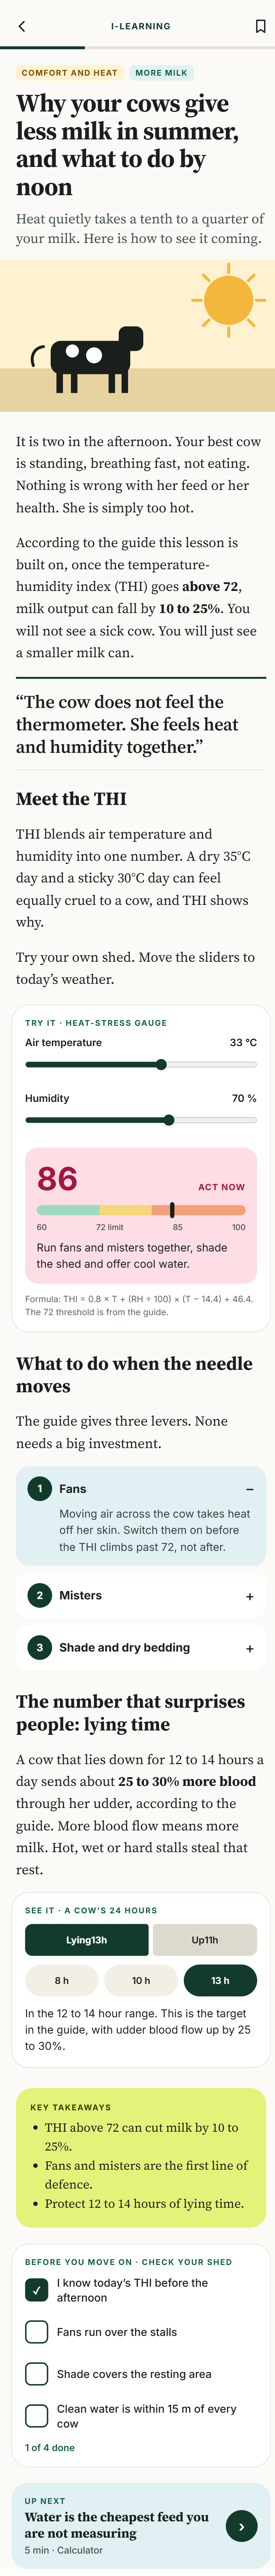 I-LEARNING
COMFORT AND HEAT MORE MILK
Why your cows give
less milk in summer,
and what to do by
noon
Heat quietly takes a tenth to a quarter of
your milk. Here is how to see it coming.
It is two in the afternoon. Your best cow
is standing, breathing fast, not eating.
Nothing is wrong with her feed or her
health. She is simply too hot.
According to the guide this lesson is
built on, once the temperature-
humidity index (THI) goes above 72,
milk output can fall by 10 to 25%. You
will not see a sick cow. You will just see
a smaller milk can.
“The cow does not feel the
thermometer. She feels heat
and humidity together.”
Meet the THI
THI blends air temperature and
humidity into one number. A dry 35°C
day and a sticky 30°C day can feel
equally cruel to a cow, and THI shows
why.
Try your own shed. Move the sliders to
today’s weather.
TRY IT · HEAT-STRESS GAUGE
Air temperature 33 °C
Humidity 70 %
86 ACT NOW
60 72 limit 85 100
Run fans and misters together, shade
the shed and offer cool water.
Formula: THI = 0.8 × T + (RH ÷ 100) × (T − 14.4) + 46.4.
The 72 threshold is from the guide.
What to do when the needle
moves
The guide gives three levers. None
needs a big investment.
1 Fans −
Moving air across the cow takes heat
off her skin. Switch them on before
the THI climbs past 72, not after.
2 Misters +
3 Shade and dry bedding +
The number that surprises
people: lying time
A cow that lies down for 12 to 14 hours a
day sends about 25 to 30% more blood
through her udder, according to the
guide. More blood flow means more
milk. Hot, wet or hard stalls steal that
rest.
SEE IT · A COW’S 24 HOURS
Lying13h Up11h
8 h 10 h 13 h
In the 12 to 14 hour range. This is the target
in the guide, with udder blood flow up by 25
to 30%.
KEY TAKEAWAYS
• THI above 72 can cut milk by 10 to
25%.
• Fans and misters are the first line of
defence.
• Protect 12 to 14 hours of lying time.
BEFORE YOU MOVE ON · CHECK YOUR SHED
✓ I know today’s THI before the
afternoon
Fans run over the stalls
Shade covers the resting area
Clean water is within 15 m of every
cow
1 of 4 done
UP NEXT
Water is the cheapest feed you
are not measuring
5 min · Calculator